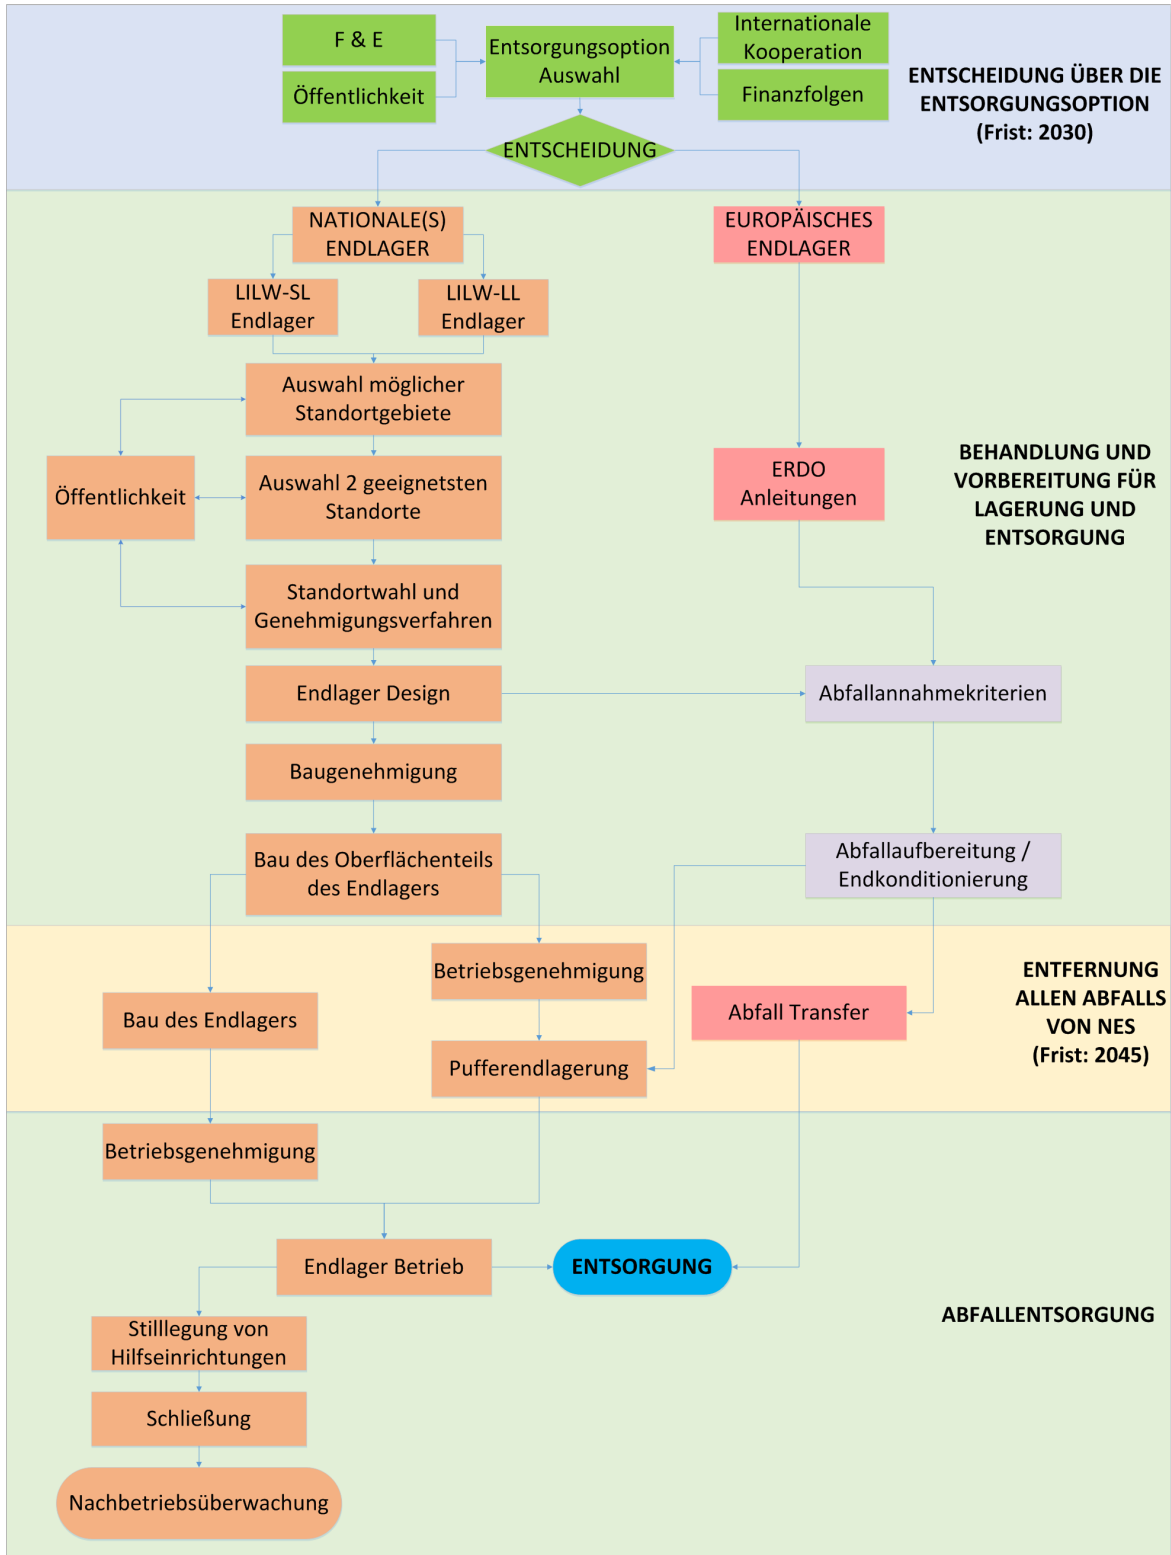 F & E
Öffentlichkeit
Entsorgungsoption
Auswahl
Internationale
Kooperation
Finanzfolgen
ENTSCHEIDUNG ÜBER DIE
ENTSORGUNGSOPTION
(Frist: 2030)
ENTSCHEIDUNG
NATIONALE(S)
ENDLAGER
EUROPÄISCHES
ENDLAGER
LILW-SL
Endlager
LILW-LL
Endlager
Auswahl möglicher
Standortgebiete
Öffentlichkeit
Auswahl 2 geeignetsten
Standorte
ERDO
Anleitungen
BEHANDLUNG UND
VORBEREITUNG FÜR
LAGERUNG UND
ENTSORGUNG
Standortwahl und
Genehmigungsverfahren
Endlager Design
Abfallannahmekriterien
Baugenehmigung
Bau des Oberflächenteils
des Endlagers
Abfallaufbereitung /
Endkonditionierung
Betriebsgenehmigung
Bau des Endlagers
Abfall Transfer
Pufferendlagerung
ENTFERNUNG
ALLEN ABFALLS
VON NES
(Frist: 2045)
Betriebsgenehmigung
Endlager Betrieb
ENTSORGUNG
ABFALLENTSORGUNG
Stilllegung von
Hilfseinrichtungen
Schließung
Nachbetriebsüberwachung